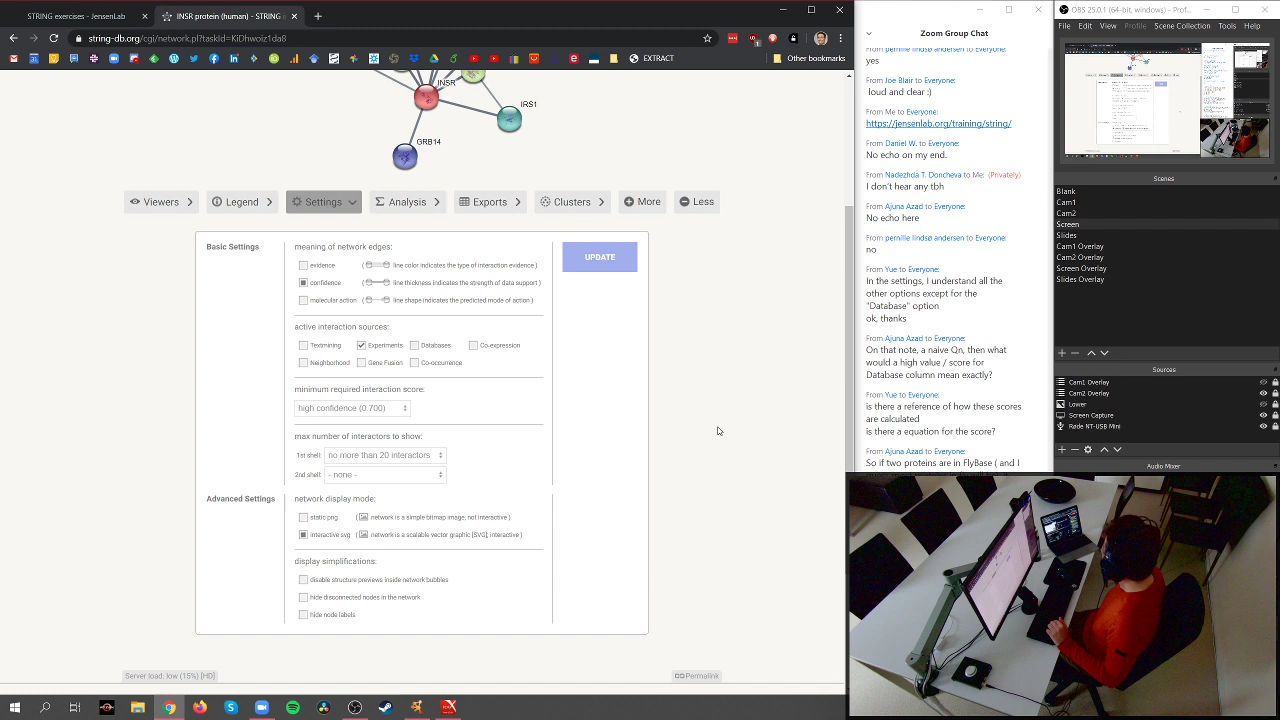 STRING exercises - JensenLab
INSR protein (human) - STRING i
string-db.org/cgi/network.pl?taskId=KlDhwoiz1da8
EXTRACT
Other bookmarks
INSR
IRS1
GRB14
Viewers
Legend
Settings
Analysis
Exports
Clusters
More
Less
Basic Settings
meaning of network edges:
evidence ( line color indicates the type of interaction evidence )
confidence ( line thickness indicates the strength of data support )
molecular action ( line shape indicates the predicted mode of action )
UPDATE
active interaction sources:
Textmining Experiments Databases Co-expression
Neighborhood Gene Fusion Co-occurrence
minimum required interaction score:
high confidence (0.700)
max number of interactors to show:
1st shell: no more than 20 interactors
2nd shell: - none -
Advanced Settings
network display mode:
static png ( network is a simple bitmap image; not interactive )
interactive svg ( network is a scalable vector graphic [SVG]; interactive )
display simplifications:
disable structure previews inside network bubbles
hide disconnected nodes in the network
hide node labels
Server load: low (15%) [HD]
Permalink
Zoom Group Chat
From pernille lindsø andersen to Everyone:
yes
From Joe Blair to Everyone:
loud and clear :)
From Me to Everyone:
https://jensenlab.org/training/string/
From Daniel W. to Everyone:
No echo on my end.
From Nadezhda T. Doncheva to Me: (Privately)
I don't hear any tbh
From Ajuna Azad to Everyone:
No echo here
From pernille lindsø andersen to Everyone:
no
From Yue to Everyone:
In the settings, I understand all the
other options except for the
"Database" option
ok, thanks
From Ajuna Azad to Everyone:
On that note, a naive Qn, then what
would a high value / score for
Database column mean exactly?
From Yue to Everyone:
is there a reference of how these scores
are calculated
is there a equation for the score?
From Ajuna Azad to Everyone:
So if two proteins are in FlyBase ( and I
OBS 25.0.1 (64-bit, windows) - Prof...
File Edit View Profile Scene Collection Tools Help
Scenes
Blank
Cam1
Cam2
Screen
Slides
Cam1 Overlay
Cam2 Overlay
Screen Overlay
Slides Overlay
Sources
Cam1 Overlay
Cam2 Overlay
Lower
Screen Capture
Røde NT-USB Mini
Audio Mixer